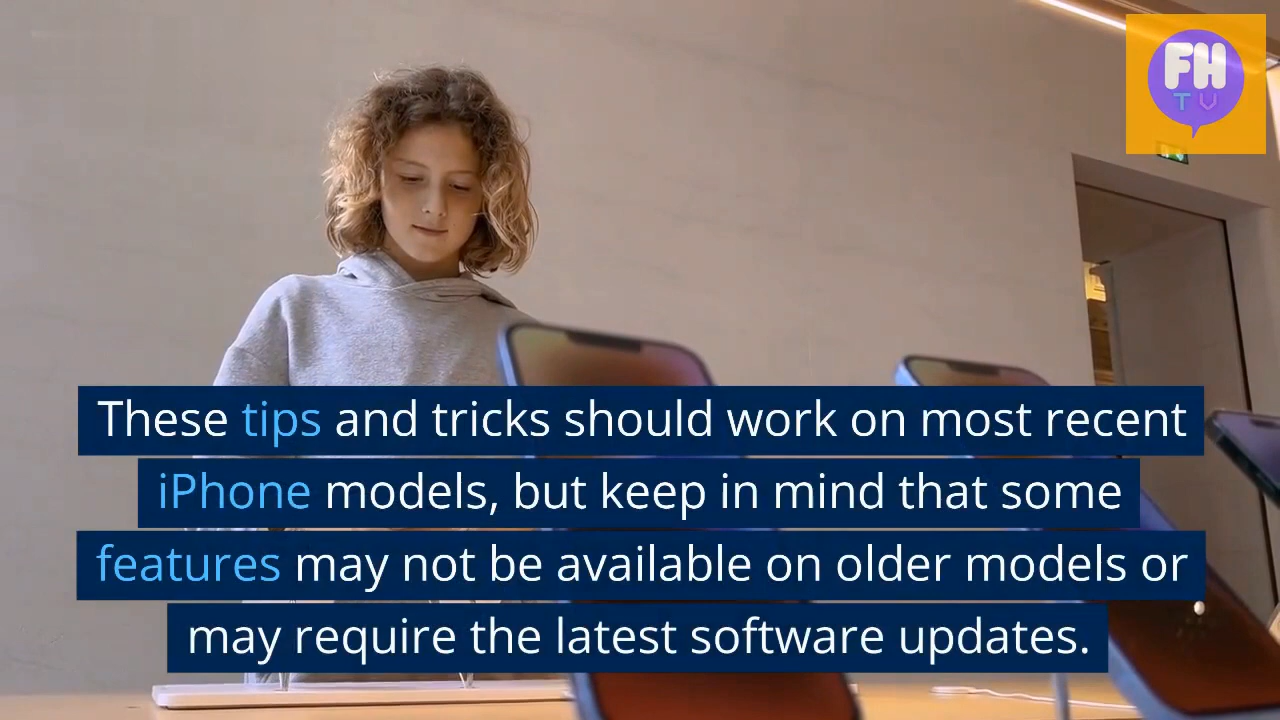 FH
TV
These tips and tricks should work on most recent
iPhone models, but keep in mind that some
features may not be available on older models or
may require the latest software updates.